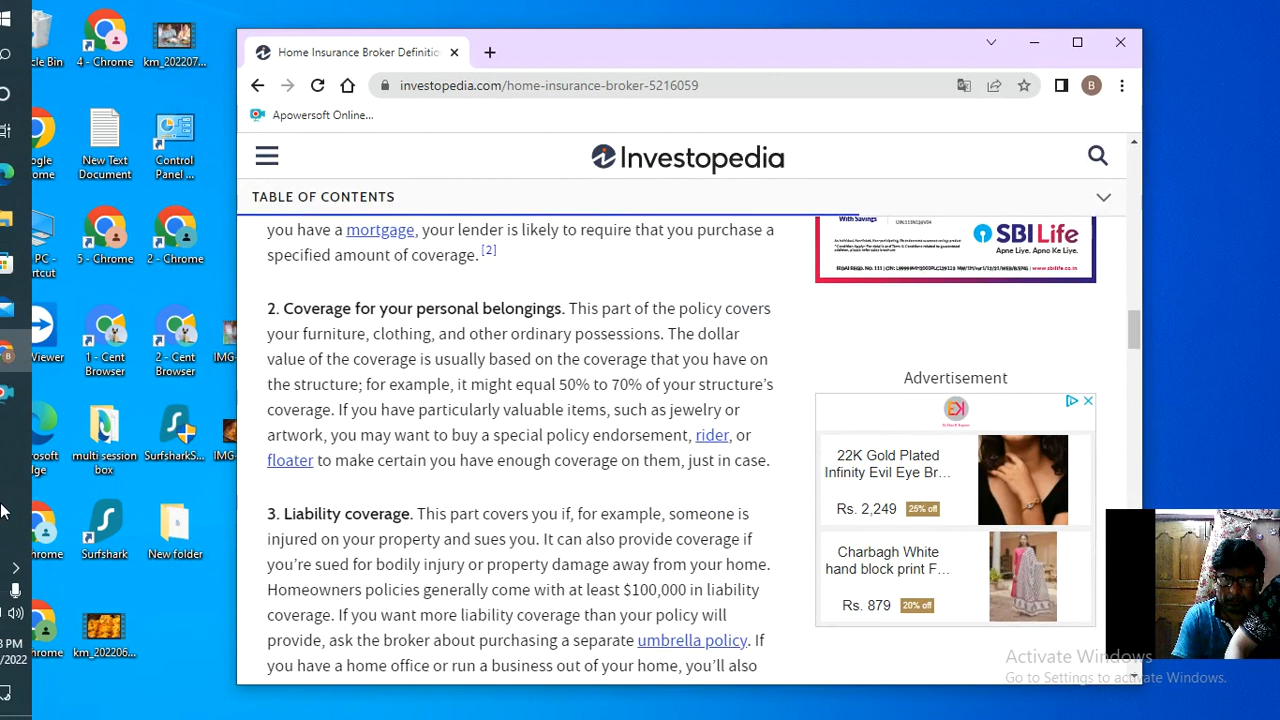 cle Bin
4 - Chrome
km_202207...
ogle
ome
New Text
Document
Control
Panel ...
PC -
rtcut
5 - Chrome
2 - Chrome
Viewer
1 - Cent
Browser
2 - Cent
Browser
IMG-
osoft
dge
multi session
box
SurfsharkS...
IMG-
hrome
Surfshark
New folder
hrome
km_202206...
8 PM
/2022
Home Insurance Broker Definitio
investopedia.com/home-insurance-broker-5216059
B
Apowersoft Online...
Investopedia
TABLE OF CONTENTS
you have a mortgage, your lender is likely to require that you purchase a
specified amount of coverage. [2]
2. Coverage for your personal belongings. This part of the policy covers
your furniture, clothing, and other ordinary possessions. The dollar
value of the coverage is usually based on the coverage that you have on
the structure; for example, it might equal 50% to 70% of your structure's
coverage. If you have particularly valuable items, such as jewelry or
artwork, you may want to buy a special policy endorsement, rider, or
floater to make certain you have enough coverage on them, just in case.
3. Liability coverage. This part covers you if, for example, someone is
injured on your property and sues you. It can also provide coverage if
you're sued for bodily injury or property damage away from your home.
Homeowners policies generally come with at least $100,000 in liability
coverage. If you want more liability coverage than your policy will
provide, ask the broker about purchasing a separate umbrella policy. If
you have a home office or run a business out of your home, you'll also
With Savings
SBI Life
Apne Liye. Apno Ke Liye.
www.sbilife.co.in
Advertisement
EK
22K Gold Plated
Infinity Evil Eye Br...
Rs. 2,249
25% off
Charbagh White
hand block print F...
Rs. 879
20% off
Activate Windows
Go to Settings to activate Windows.